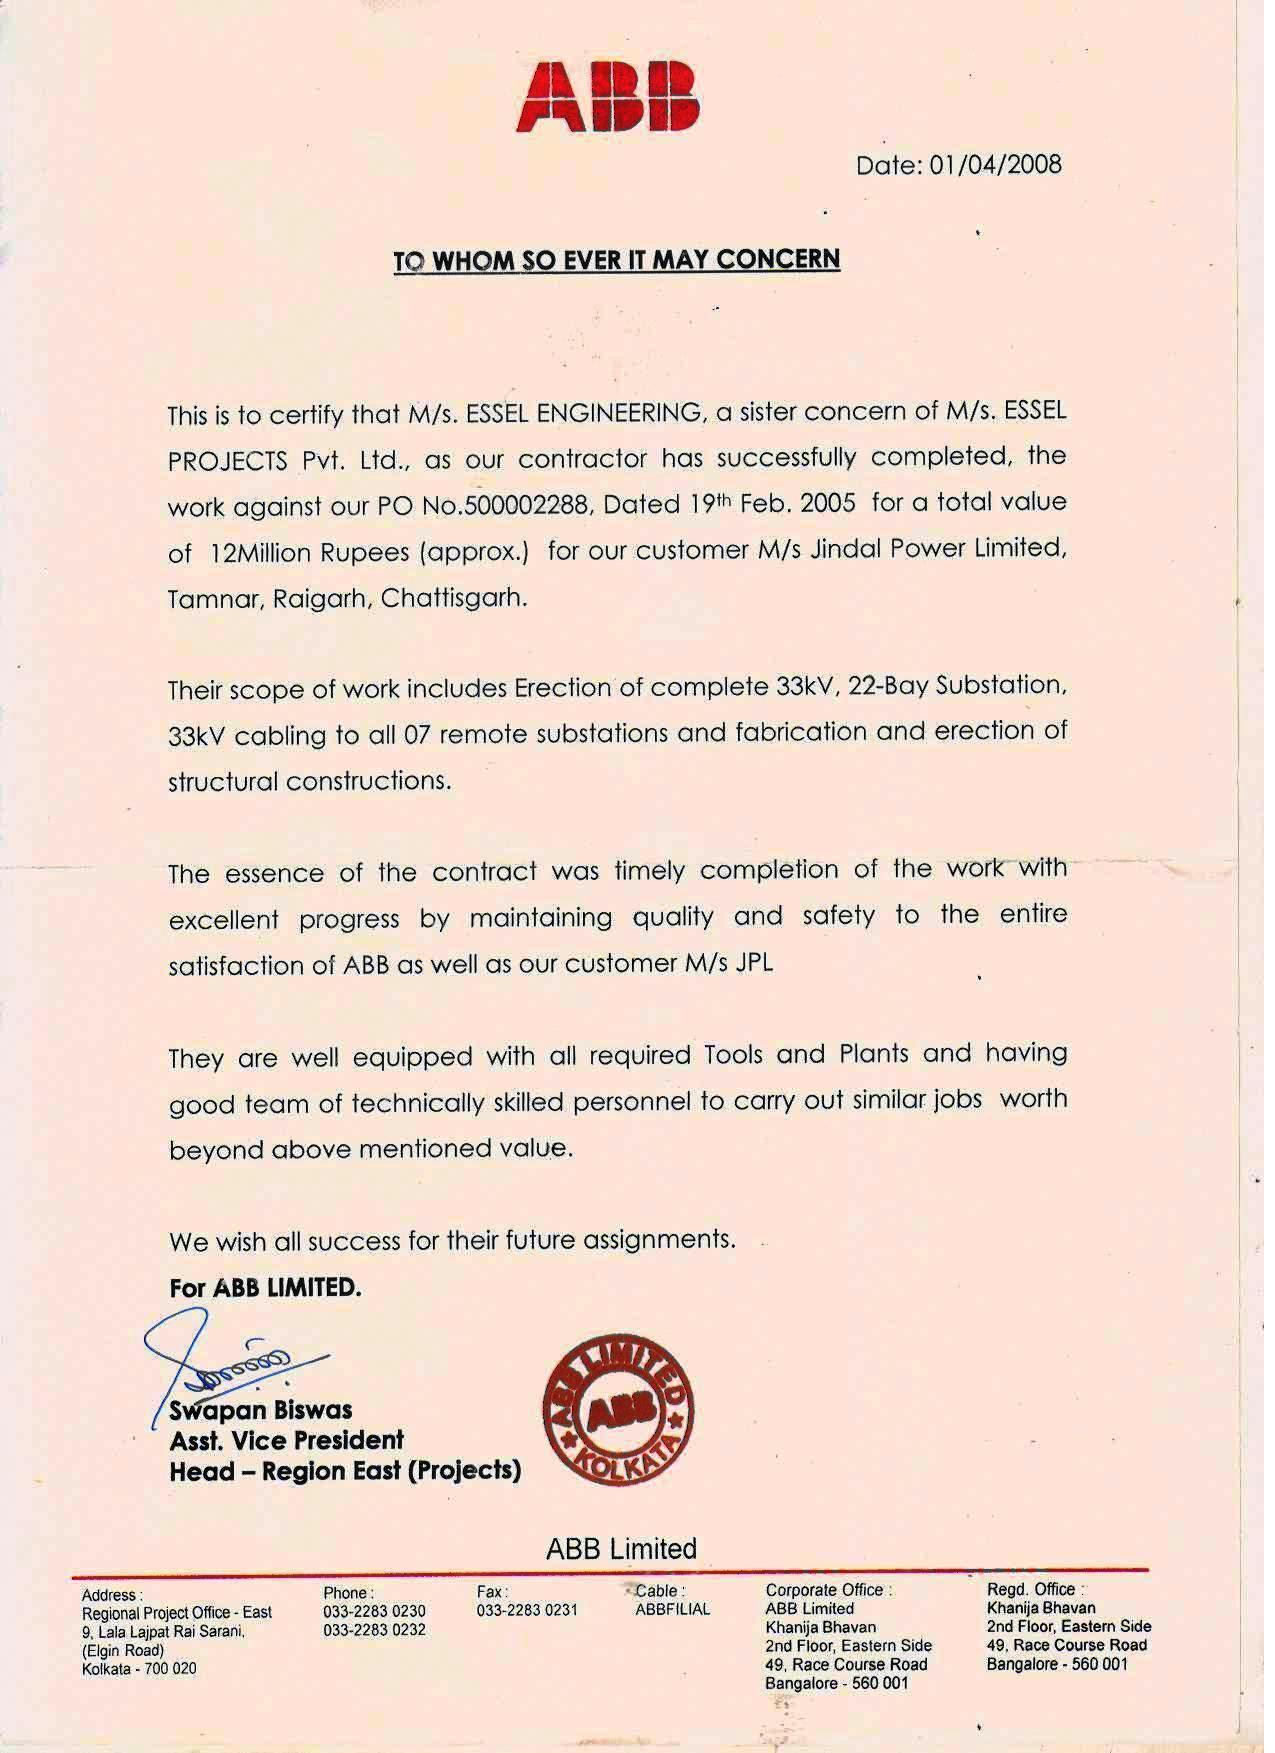 ABB
Date: 01/04/2008
TO WHOM SO EVER IT MAY CONCERN
This is to certify that M/s. ESSEL ENGINEERING, a sister concern of M/s. ESSEL
PROJECTS Pvt. Ltd., as our contractor has successfully completed, the
work against our PO No.500002288, Dated 19th Feb. 2005 for a total value
of 12Million Rupees (approx.) for our customer M/s Jindal Power Limited,
Tamnar, Raigarh, Chattisgarh.
Their scope of work includes Erection of complete 33kV, 22-Bay Substation,
33kV cabling to all 07 remote substations and fabrication and erection of
structural constructions.
The essence of the contract was timely completion of the work with
excellent progress by maintaining quality and safety to the entire
satisfaction of ABB as well as our customer M/s JPL
They are well equipped with all required Tools and Plants and having
good team of technically skilled personnel to carry out similar jobs worth
beyond above mentioned value.
We wish all success for their future assignments.
For ABB LIMITED.
Swapan Biswas
Asst. Vice President
Head – Region East (Projects)
ABB LIMITED
ABB
★ KOLKATA ★
ABB Limited
Address :
Regional Project Office - East
9, Lala Lajpat Rai Sarani,
(Elgin Road)
Kolkata - 700 020
Phone :
033-2283 0230
033-2283 0232
Fax :
033-2283 0231
Cable :
ABBFILIAL
Corporate Office :
ABB Limited
Khanija Bhavan
2nd Floor, Eastern Side
49, Race Course Road
Bangalore - 560 001
Regd. Office :
Khanija Bhavan
2nd Floor, Eastern Side
49, Race Course Road
Bangalore - 560 001